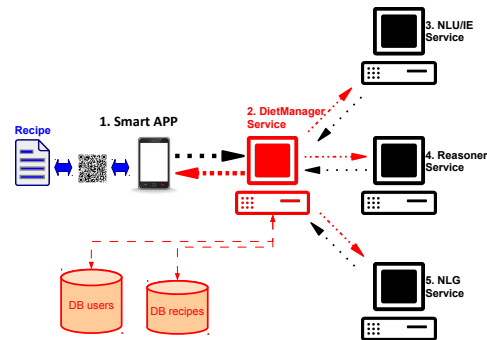 3. NLU/IE
Service
1. Smart APP
2. DietManager
Service
Recipe
4. Reasoner
Service
5. NLG
Service
DB users
DB recipes